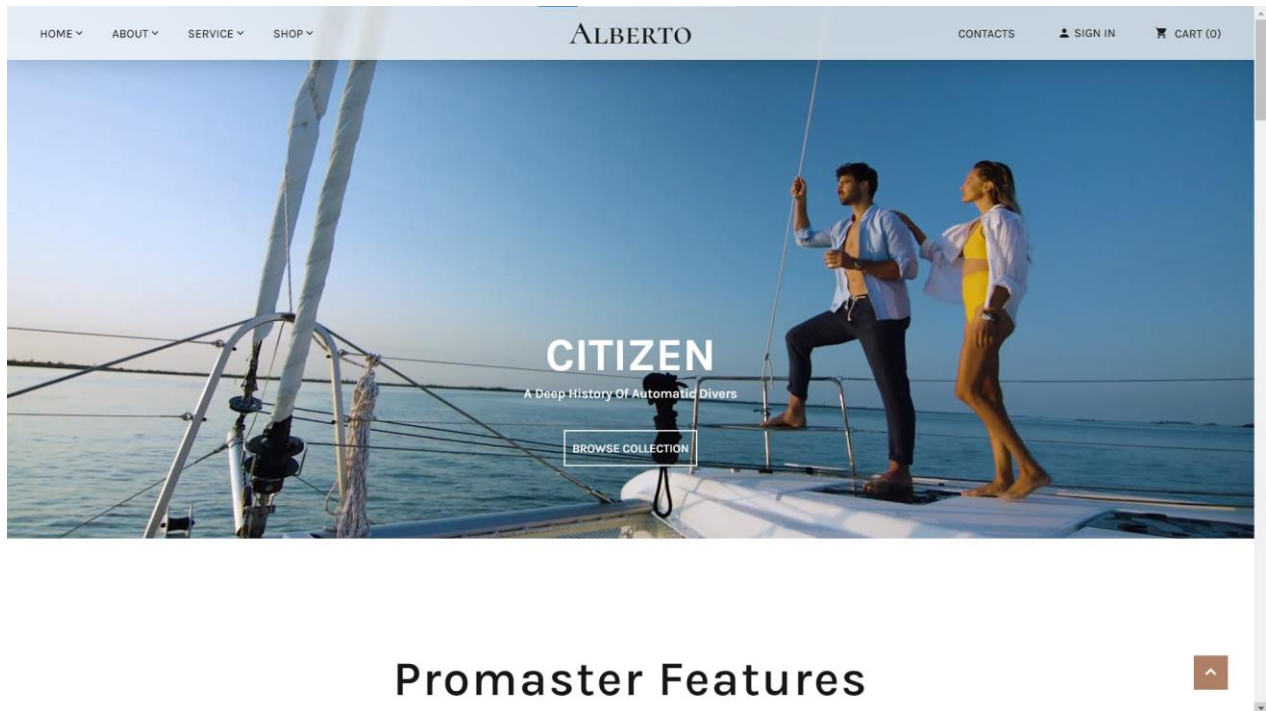 HOME
ABOUT
SERVICE
SHOP
ALBERTO
CONTACTS
SIGN IN
CART (0)
CITIZEN
A Deep History Of Automatic Divers
BROWSE COLLECTION
Promaster Features